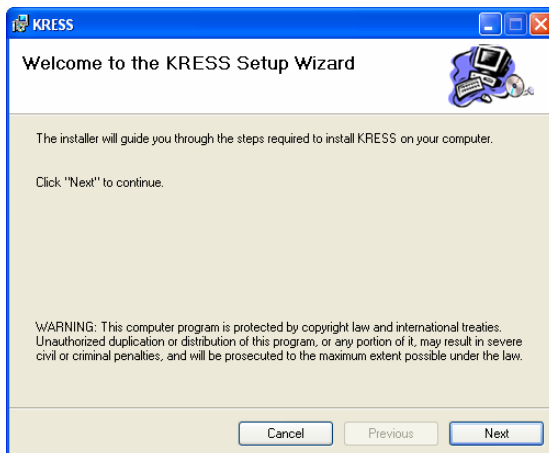 KRESS
Welcome to the KRESS Setup Wizard
The installer will guide you through the steps required to install KRESS on your computer.
Click "Next" to continue.
WARNING: This computer program is protected by copyright law and international treaties.
Unauthorized duplication or distribution of this program, or any portion of it, may result in severe
civil or criminal penalties, and will be prosecuted to the maximum extent possible under the law.
Cancel
Previous
Next